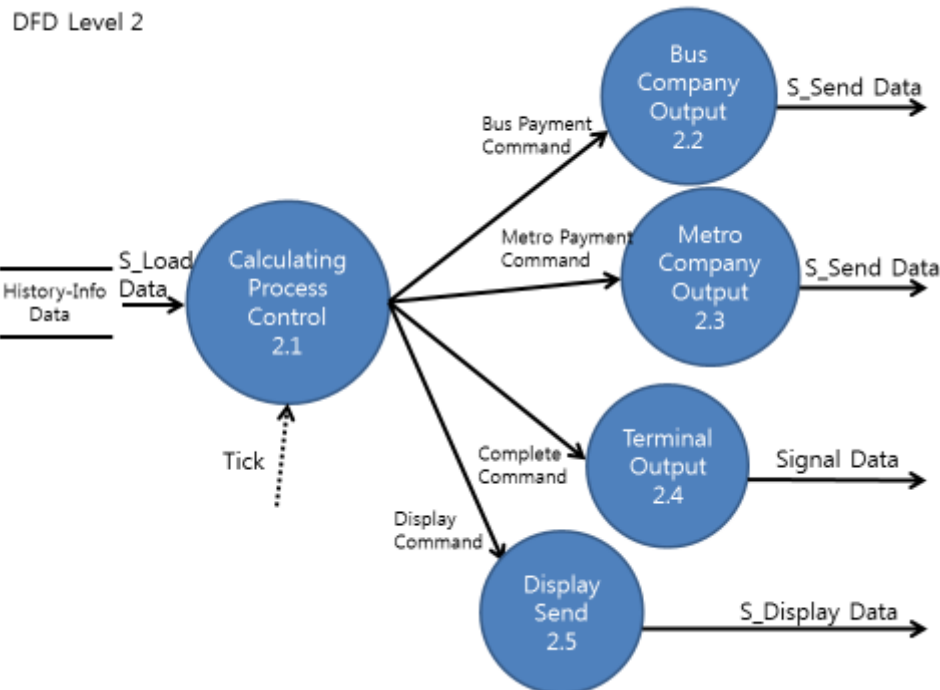 DFD Level 2
Bus
Company
Output
2.2
S_Send Data
Bus Payment
Command
Metro Payment
Command
Metro
Company
Output
2.3
S_Send Data
S_Load
Data
History-Info
Data
Calculating
Process
Control
2.1
Tick
Complete
Command
Terminal
Output
2.4
Signal Data
Display
Command
Display
Send
2.5
S_Display Data